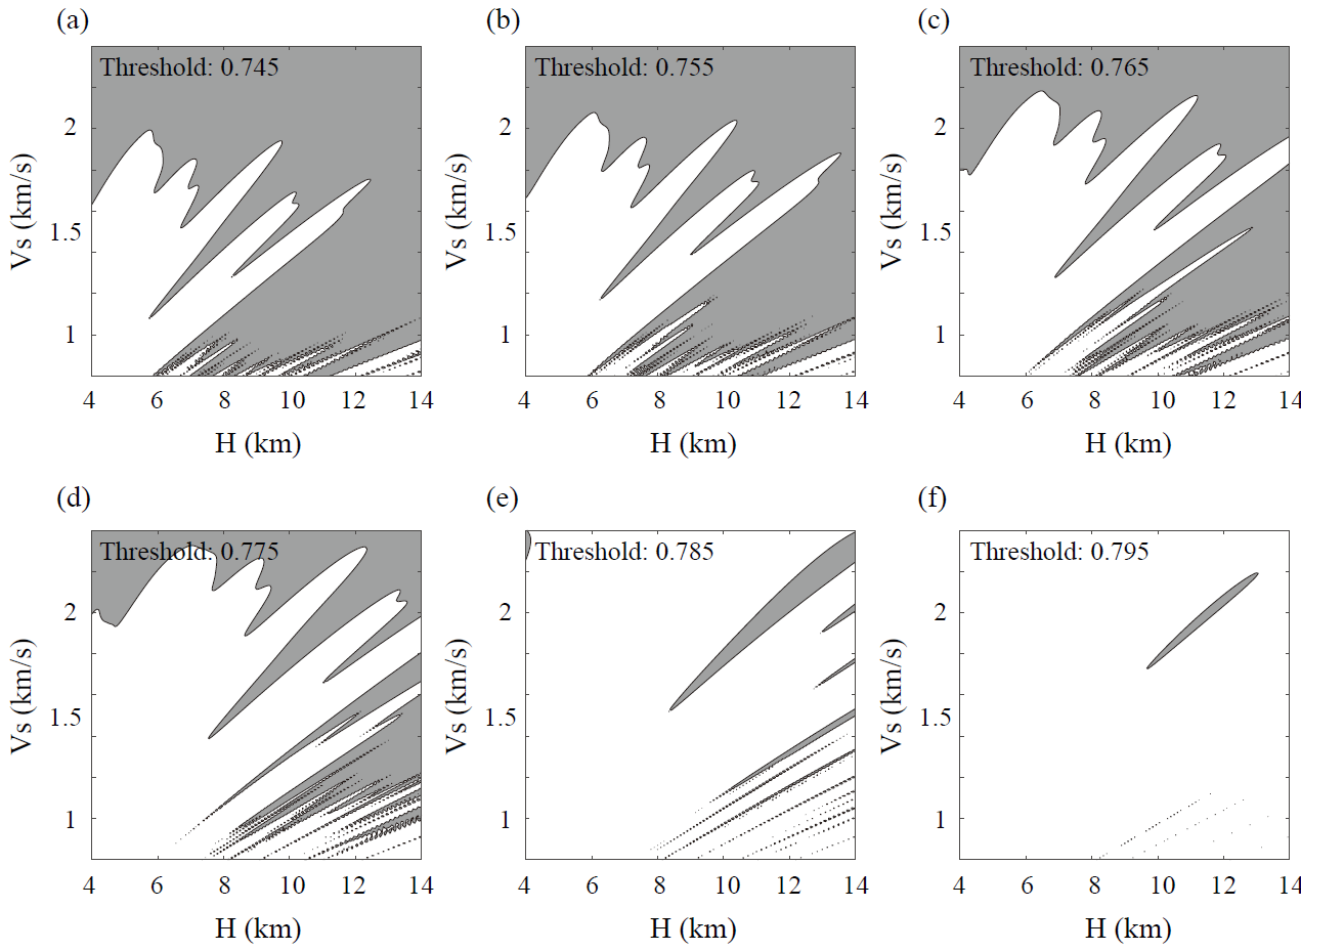 (a)
(b)
(c)
Threshold: 0.745
Threshold: 0.755
Threshold: 0.765
2
1.5
1
Vs (km/s)
4 6 8 10 12 14
H (km)
2
1.5
1
Vs (km/s)
4 6 8 10 12 14
H (km)
2
1.5
1
Vs (km/s)
4 6 8 10 12 14
H (km)
(d)
(e)
(f)
Threshold: 0.775
Threshold: 0.785
Threshold: 0.795
2
1.5
1
Vs (km/s)
4 6 8 10 12 14
H (km)
2
1.5
1
Vs (km/s)
4 6 8 10 12 14
H (km)
2
1.5
1
Vs (km/s)
4 6 8 10 12 14
H (km)